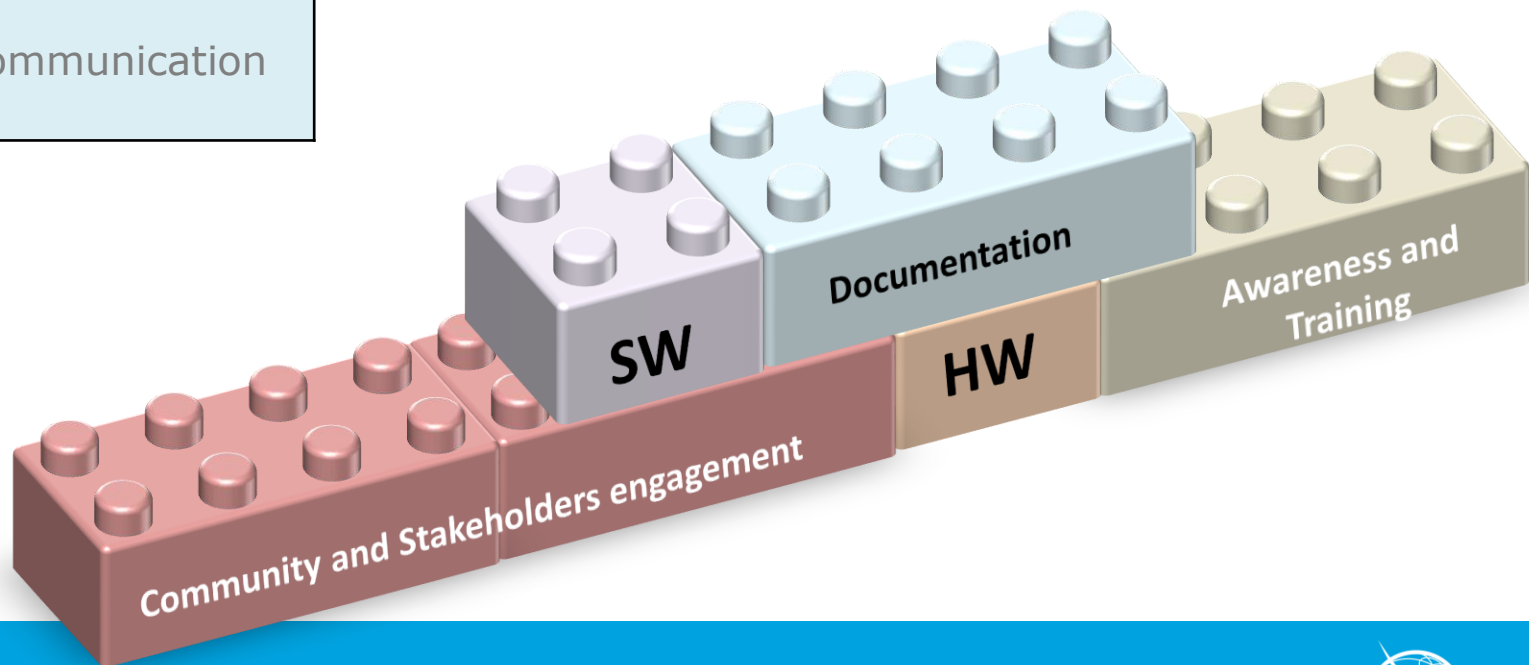 ommunication
Documentation
SW
HW
Awareness and
Training
Community and Stakeholders engagement